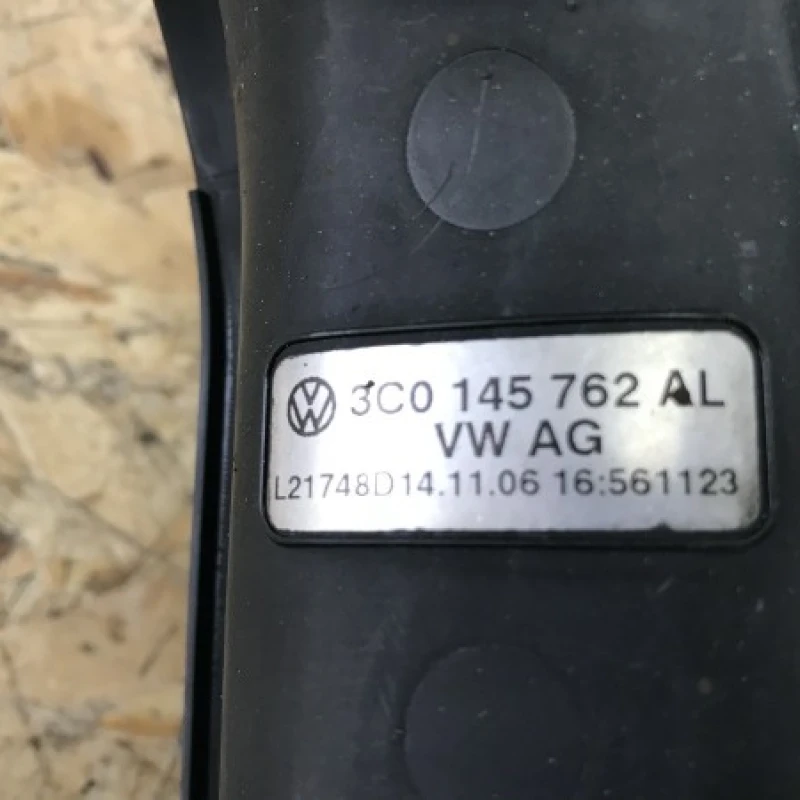 3C0 145 762 AL
VW AG
L21748D14.11.06 16:561123